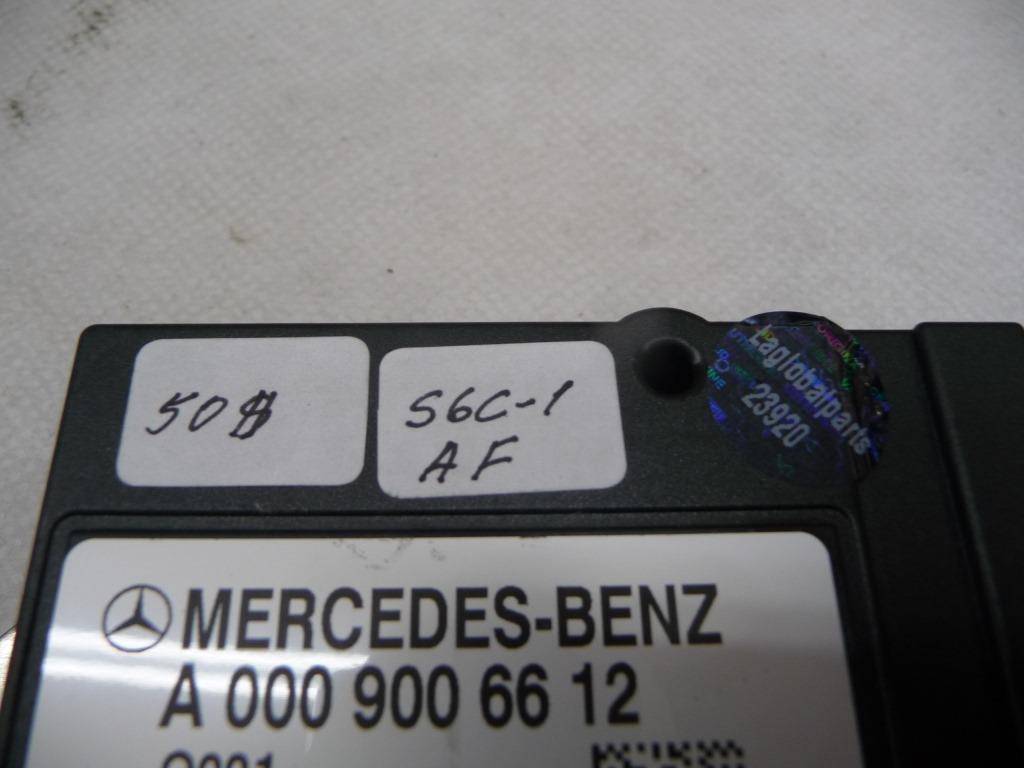 50$
S6C-1
AF
Laglobalparts
23920
MERCEDES-BENZ
A 000 900 66 12